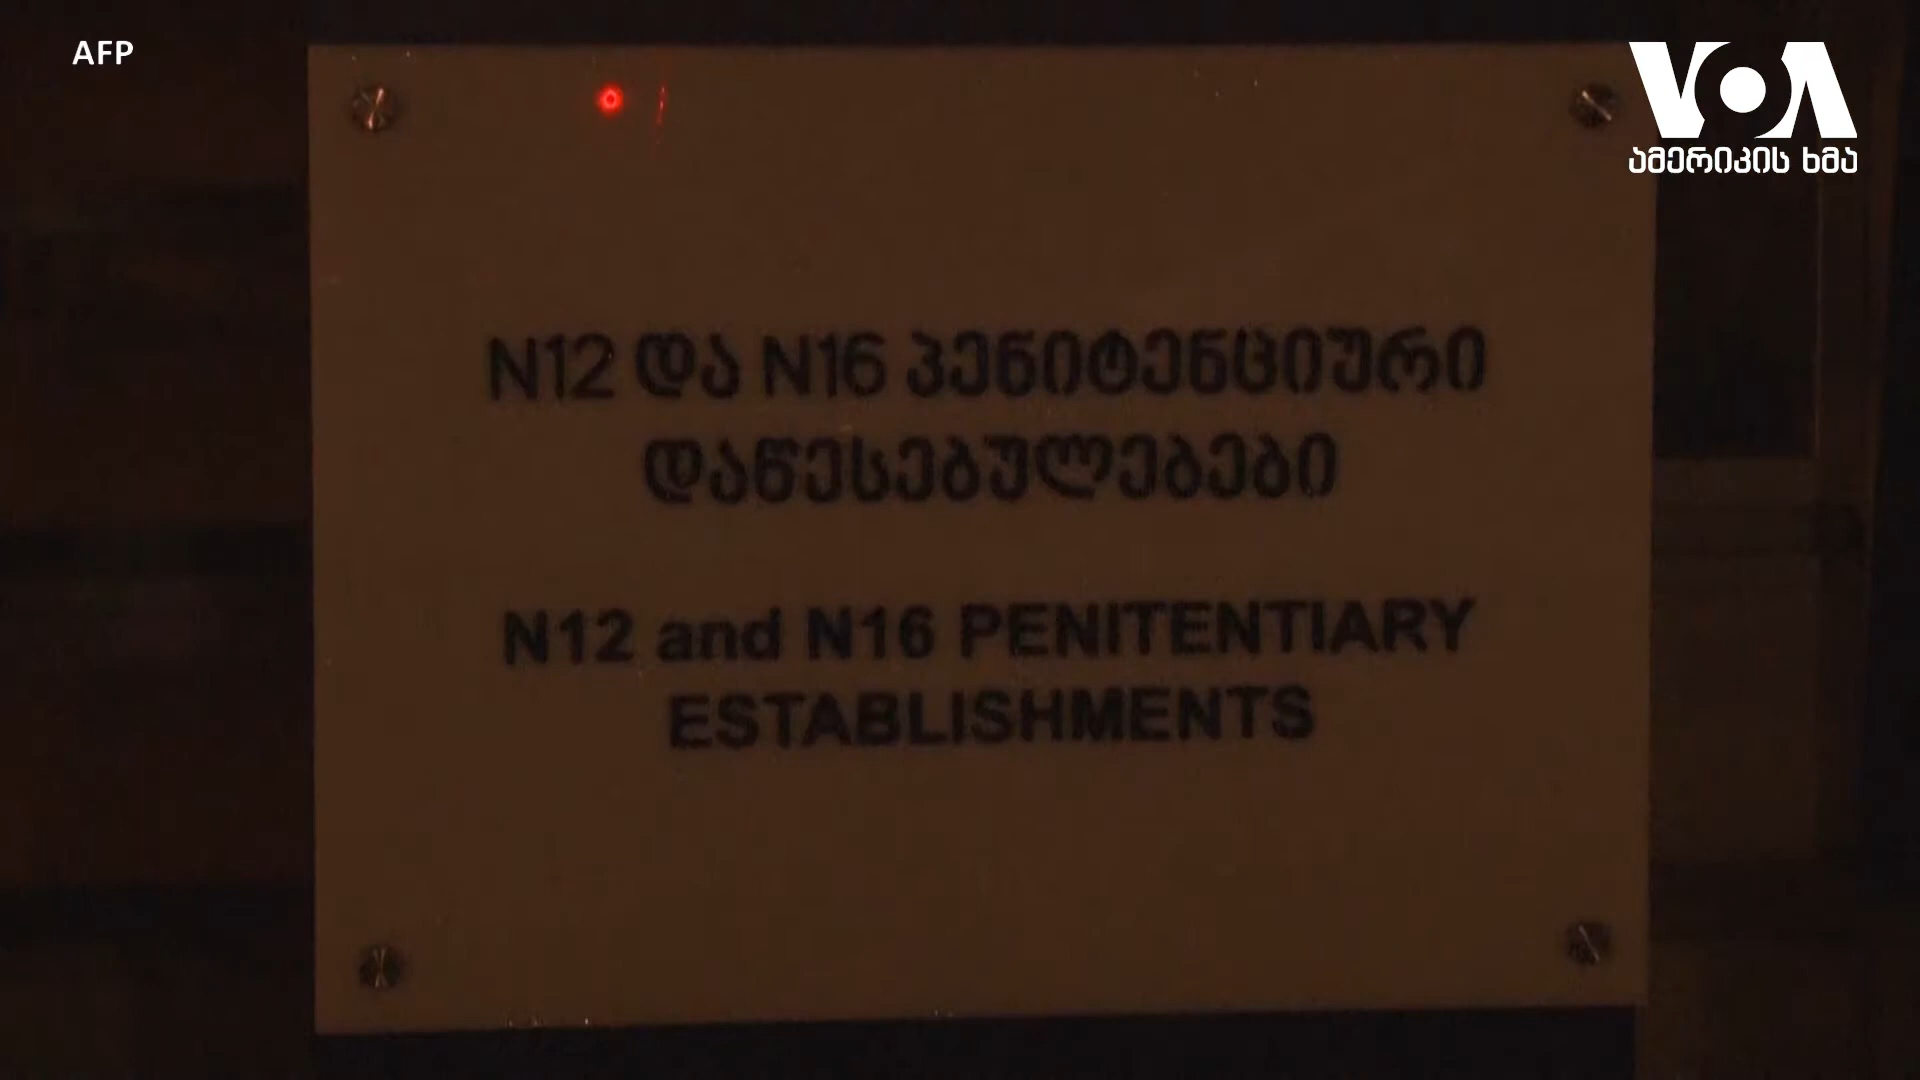 AFP
VOA
ამერიკის ხმა
N12 და N16 პენიტენციური
დაწესებულებები
N12 and N16 PENITENTIARY
ESTABLISHMENTS